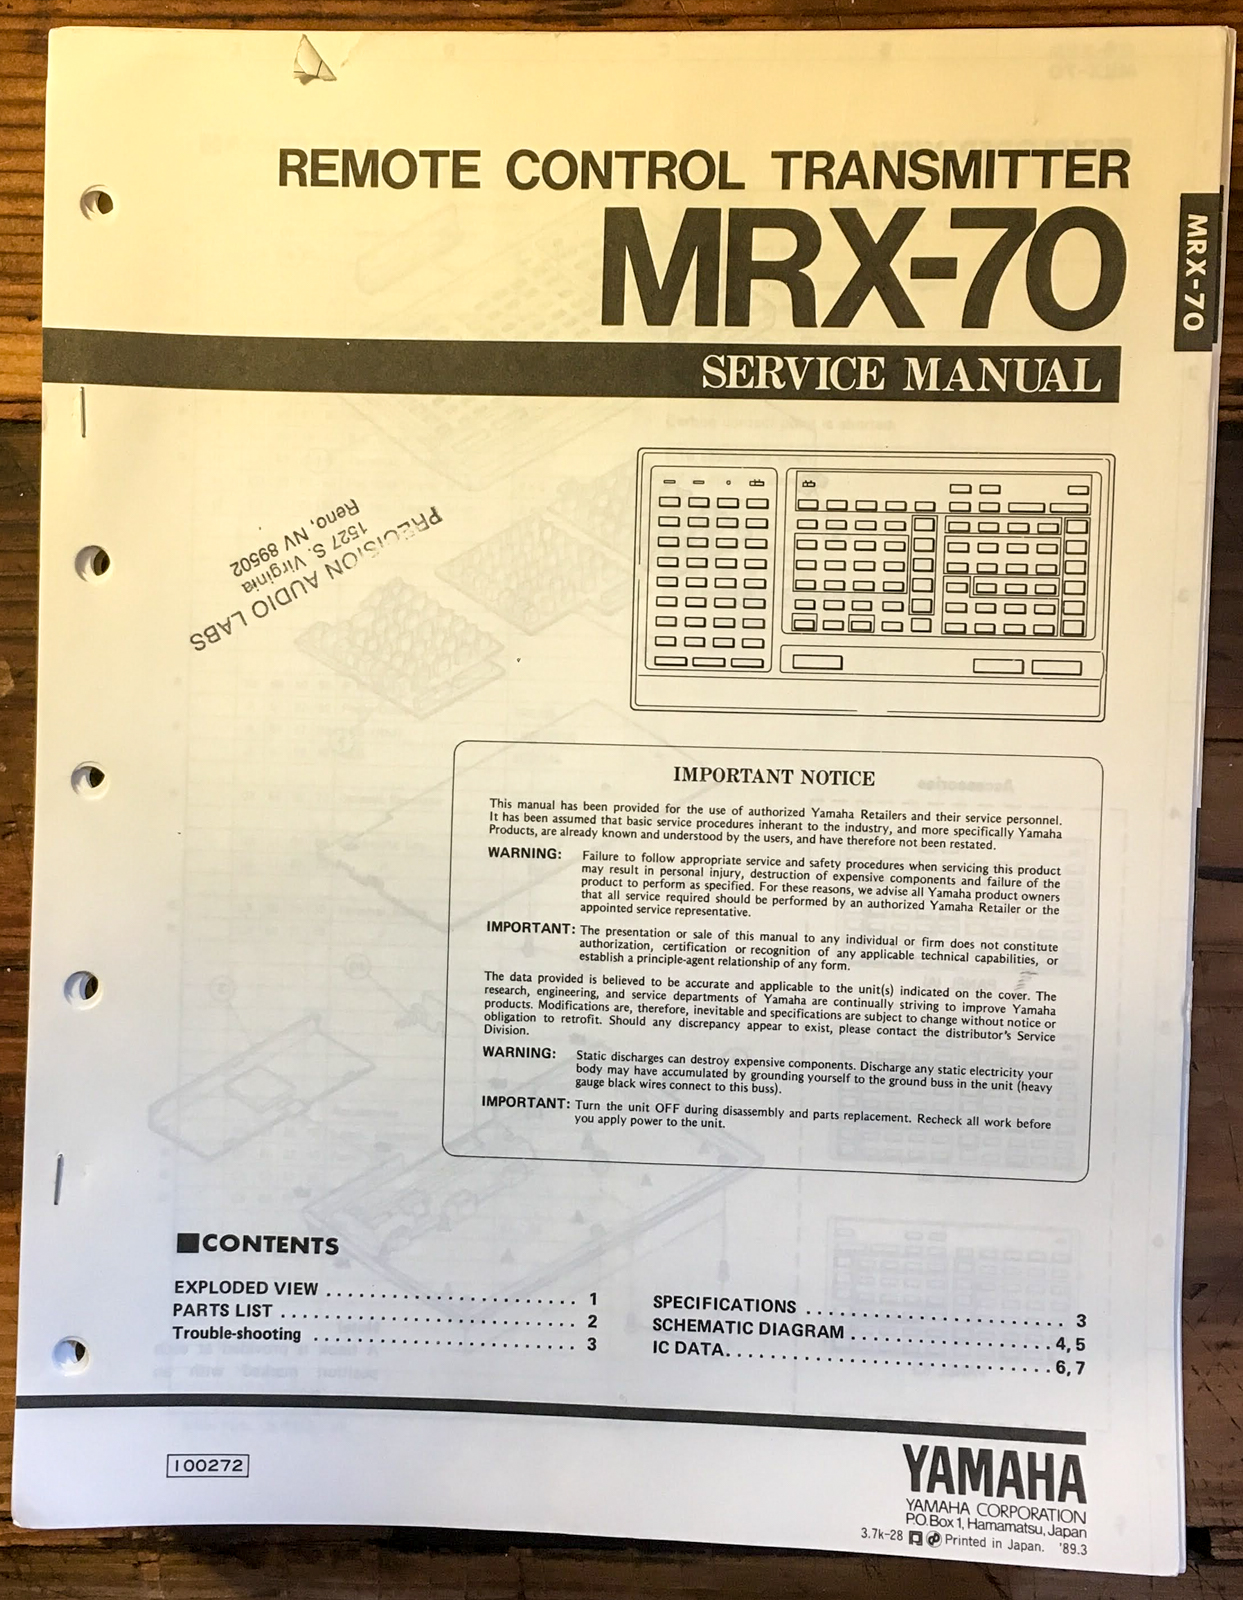 REMOTE CONTROL TRANSMITTER
MRX-70
MRX-70
SERVICE MANUAL
PRECISION AUDIO LABS
1527 S. Virginia
Reno, NV 89502
IMPORTANT NOTICE
This manual has been provided for the use of authorized Yamaha Retailers and their service personnel.
It has been assumed that basic service procedures inherant to the industry, and more specifically Yamaha
Products, are already known and understood by the users, and have therefore not been restated.
WARNING: Failure to follow appropriate service and safety procedures when servicing this product
may result in personal injury, destruction of expensive components and failure of the
product to perform as specified. For these reasons, we advise all Yamaha product owners
that all service required should be performed by an authorized Yamaha Retailer or the
appointed service representative.
IMPORTANT: The presentation or sale of this manual to any individual or firm does not constitute
authorization, certification or recognition of any applicable technical capabilities, or
establish a principle-agent relationship of any form.
The data provided is believed to be accurate and applicable to the unit(s) indicated on the cover. The
research, engineering, and service departments of Yamaha are continually striving to improve Yamaha
products. Modifications are, therefore, inevitable and specifications are subject to change without notice or
obligation to retrofit. Should any discrepancy appear to exist, please contact the distributor's Service
Division.
WARNING: Static discharges can destroy expensive components. Discharge any static electricity your
body may have accumulated by grounding yourself to the ground buss in the unit (heavy
gauge black wires connect to this buss).
IMPORTANT: Turn the unit OFF during disassembly and parts replacement. Recheck all work before
you apply power to the unit.
■CONTENTS
EXPLODED VIEW ........................ 1
PARTS LIST ............................ 2
Trouble-shooting ........................ 3
SPECIFICATIONS ........................ 3
SCHEMATIC DIAGRAM .................... 4, 5
IC DATA.............................. 6, 7
100272
YAMAHA
YAMAHA CORPORATION
P.O.Box 1, Hamamatsu, Japan
3.7k-28 Printed in Japan. '89.3